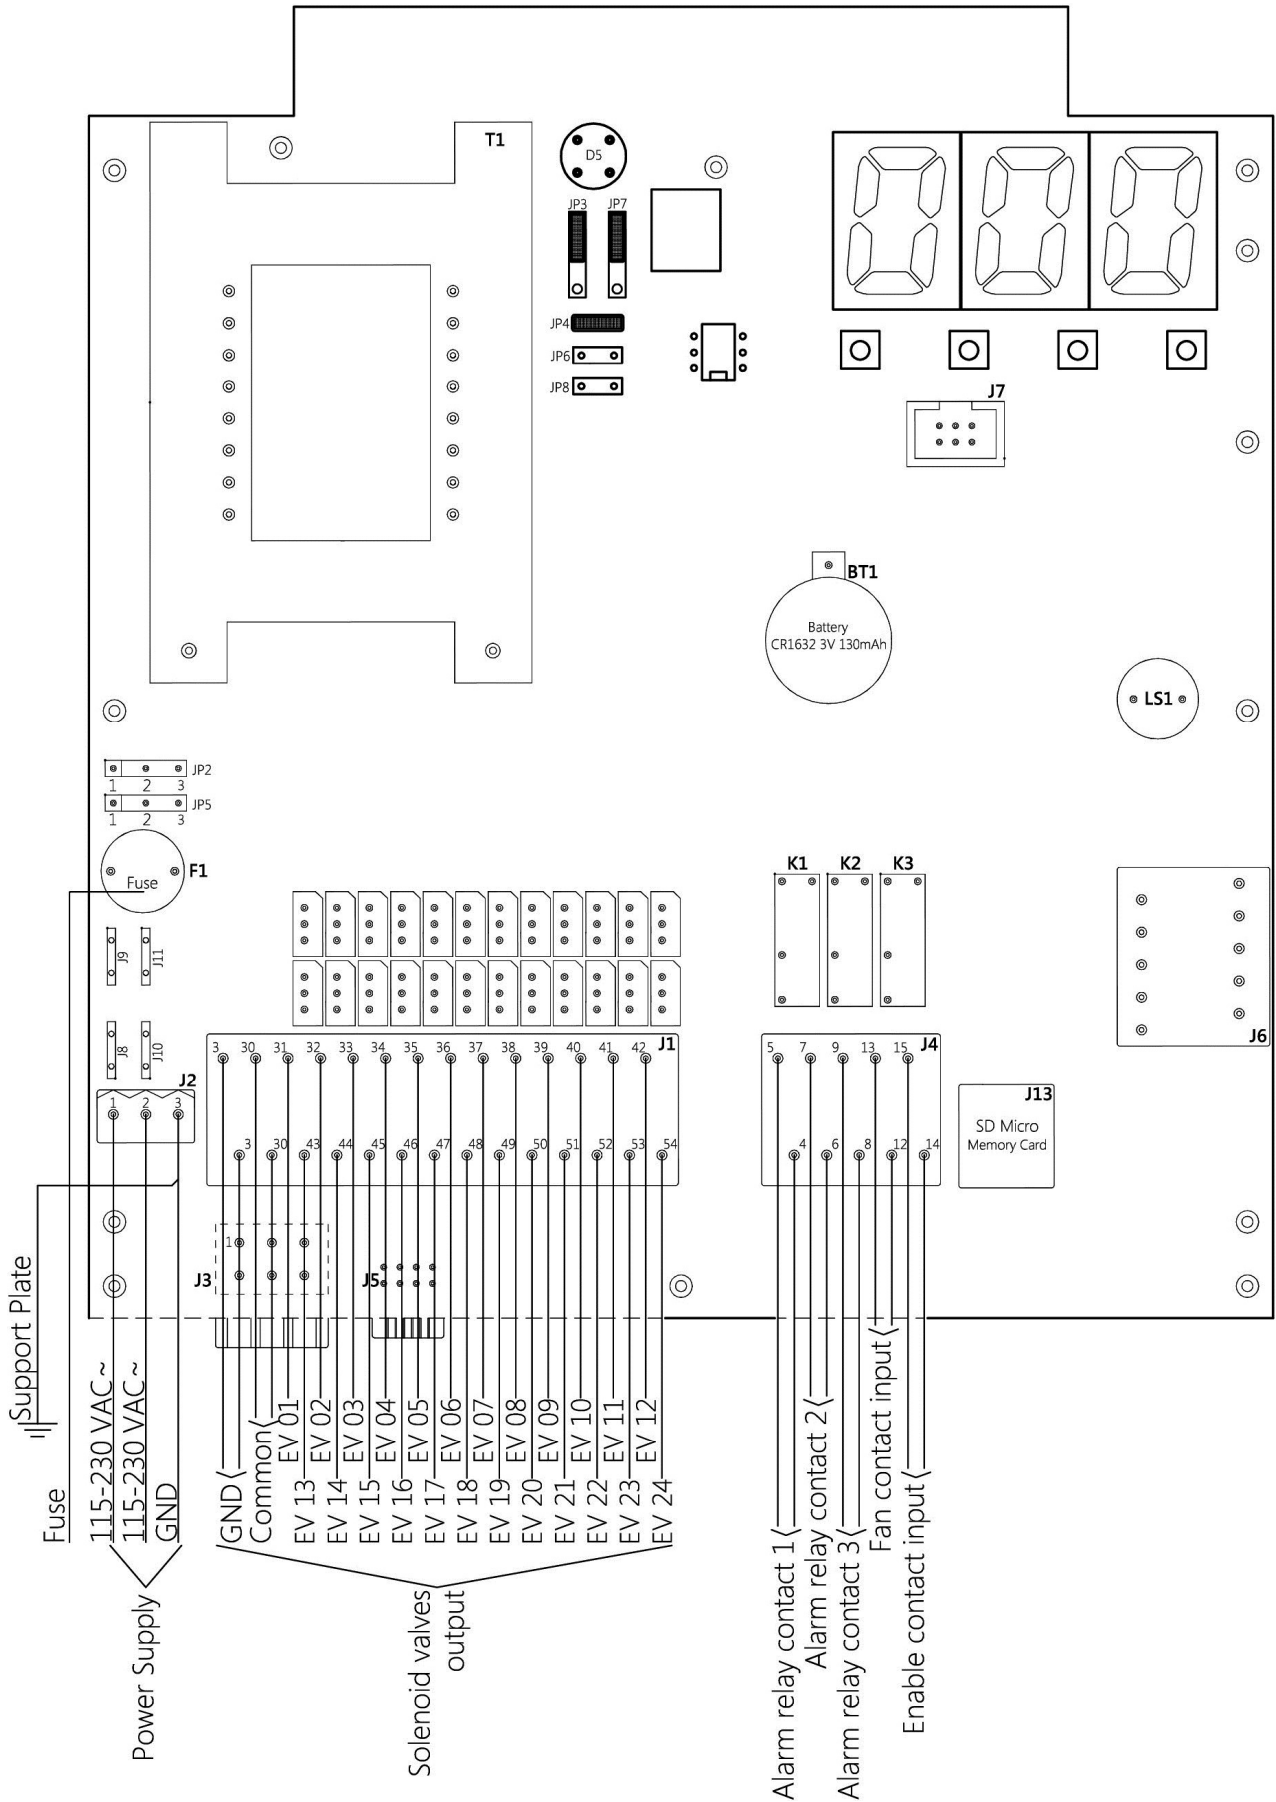 T1
D5
JP3
JP7
JP4
JP6
JP8
J7
BT1
Battery
CR1632 3V 130mAh
LS1
JP2
1 2 3
JP5
1 2 3
F1
Fuse
K1 K2 K3
J9
J11
J8
J10
J6
J2
1 2 3
J1
3 30 31 32 33 34 35 36 37 38 39 40 41 42
3 30 43 44 45 46 47 48 49 50 51 52 53 54
J4
5 7 9 13 15
4 6 8 12 14
J13
SD Micro
Memory Card
1
J3
J5
Support Plate
Fuse
115-230 VAC~
115-230 VAC~
GND
Power Supply
GND
Common
EV 01
EV 02
EV 03
EV 04
EV 05
EV 06
EV 07
EV 08
EV 09
EV 10
EV 11
EV 12
EV 13
EV 14
EV 15
EV 16
EV 17
EV 18
EV 19
EV 20
EV 21
EV 22
EV 23
EV 24
Solenoid valves
output
Alarm relay contact 1
Alarm relay contact 2
Alarm relay contact 3
Fan contact input
Enable contact input